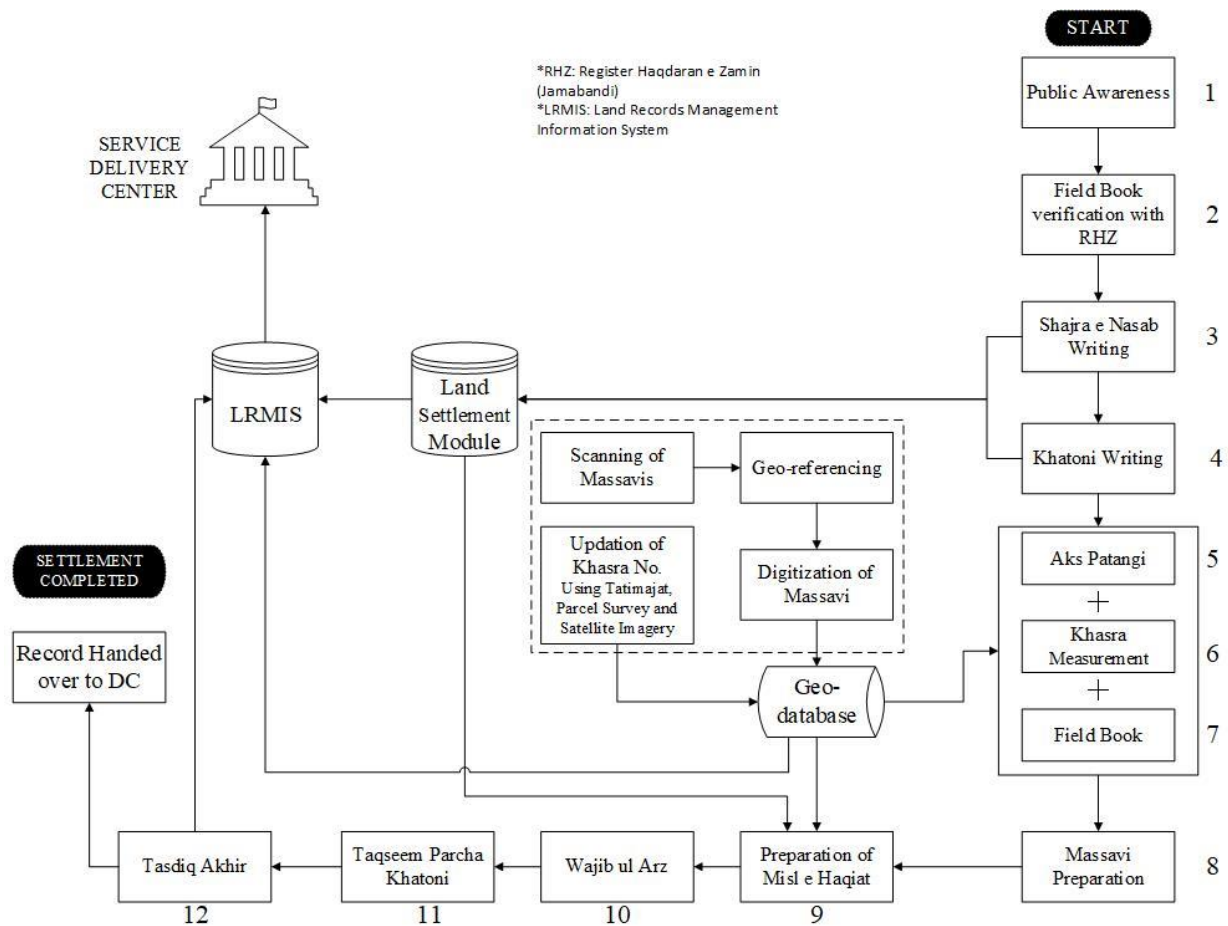 START
*RHZ: Register Haqdaran e Zamin
(Jamabandi)
*LRMIS: Land Records Management
Information System
Public Awareness
1
SERVICE
DELIVERY
CENTER
Field Book
verification with
RHZ
2
Shajra e Nasab
Writing
3
LRMIS
Land
Settlement
Module
Scanning of
Massavis
Geo-referencing
Khatoni Writing
4
SETTLEMENT
COMPLETED
Updation of
Khasra No.
Using Tatimajat,
Parcel Survey and
Satellite Imagery
Digitization of
Massavi
Aks Patangi
5
+
Khasra
Measurement
6
+
Record Handed
over to DC
Geo-
database
Field Book
7
Tasdiq Akhir
Taqseem Parcha
Khatoni
Wajib ul Arz
Preparation of
Misl e Haqiat
Massavi
Preparation
8
12
11
10
9